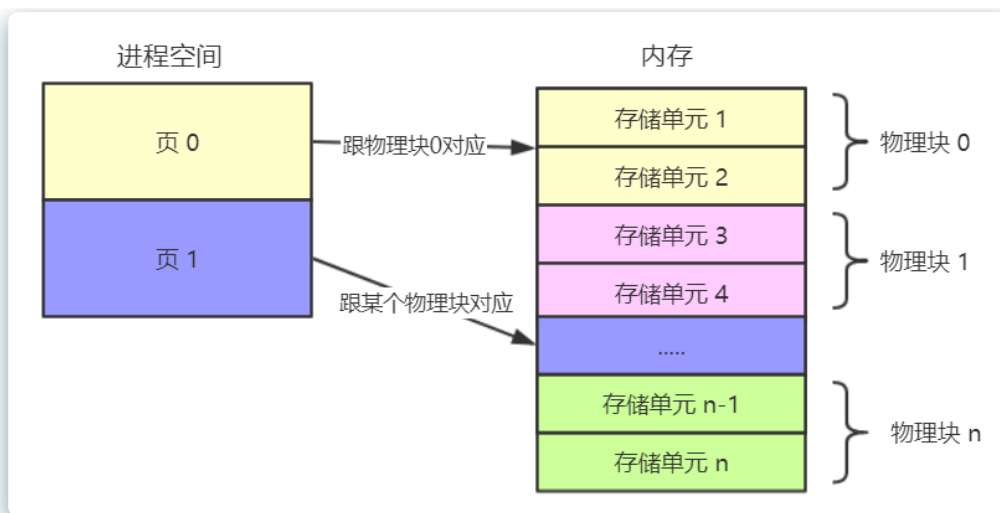 进程空间
内存
页 0
跟物理块0对应
存储单元 1
物理块 0
存储单元 2
页 1
存储单元 3
物理块 1
存储单元 4
跟某个物理块对应
.....
存储单元 n-1
物理块 n
存储单元 n